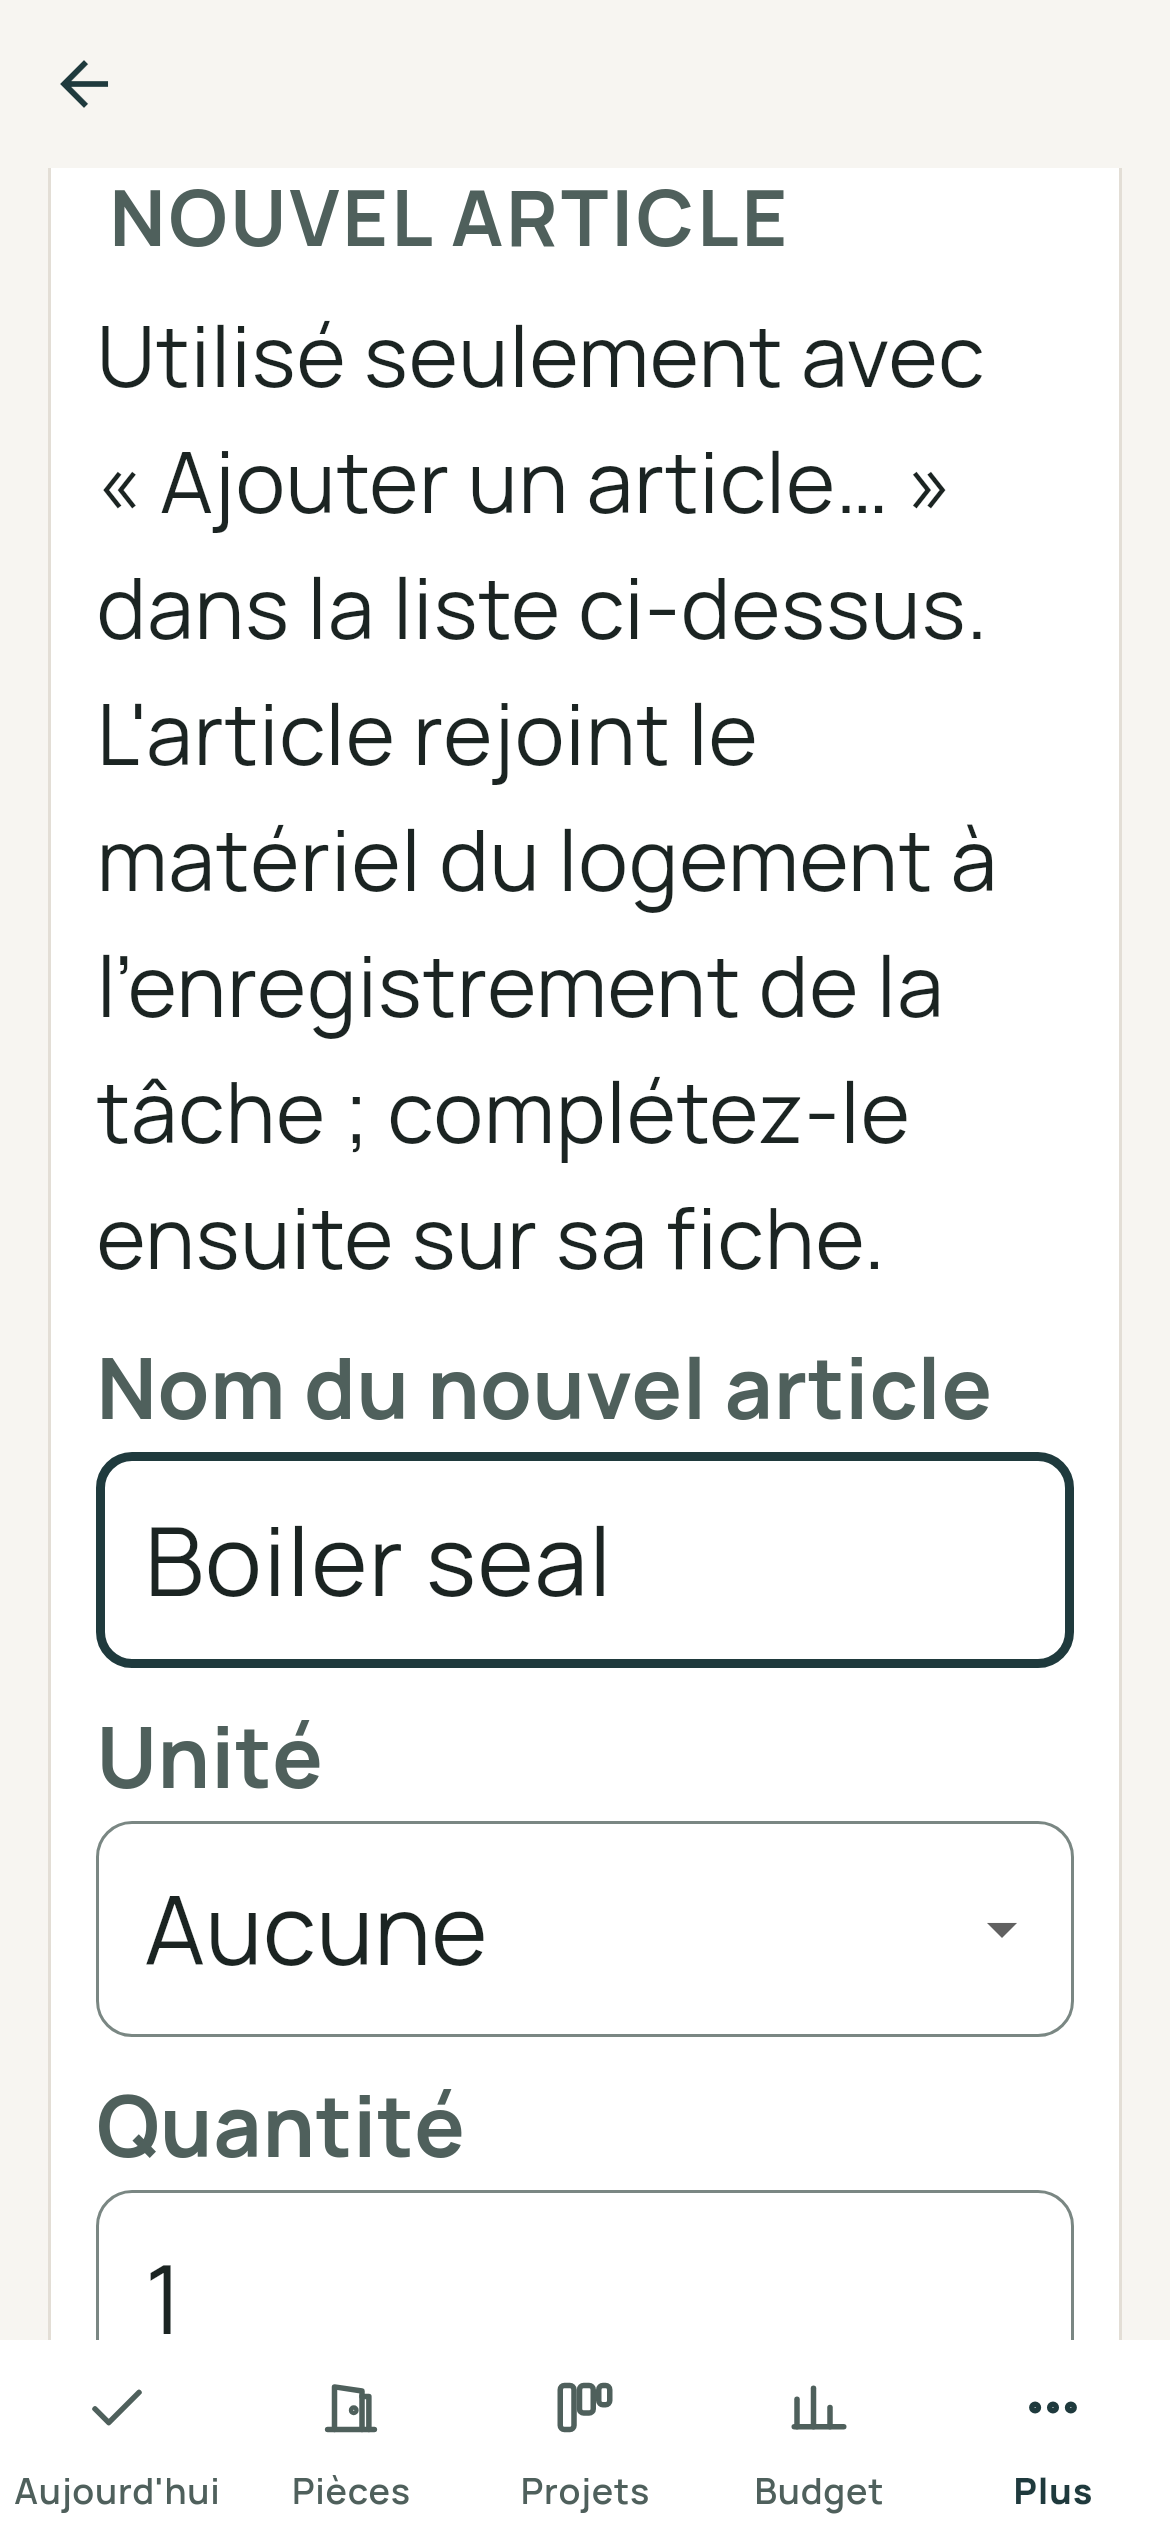 NOUVEL ARTICLE
Utilisé seulement avec
« Ajouter un article… »
dans la liste ci-dessus.
L'article rejoint le
matériel du logement à
l’enregistrement de la
tâche ; complétez-le
ensuite sur sa fiche.
Nom du nouvel article
Boiler seal
Unité
Aucune
Quantité
1
Aujourd'hui
Pièces
Projets
Budget
Plus